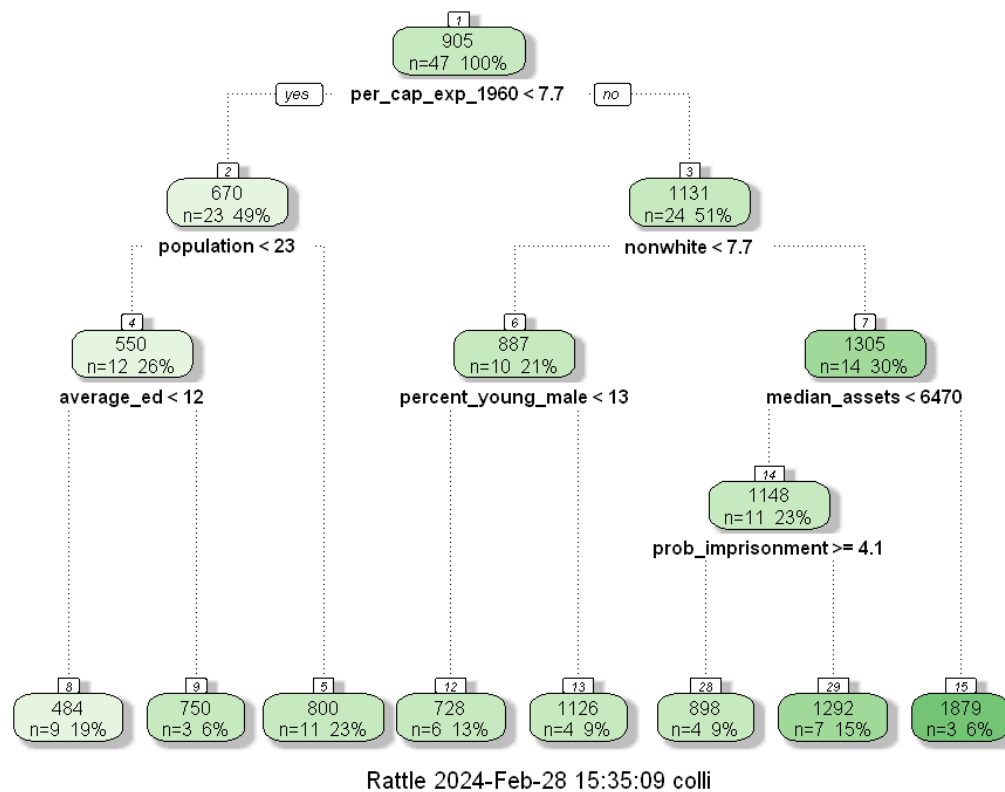 1
905
n=47 100%
yes per_cap_exp_1960 < 7.7 no
2
670
n=23 49%
population < 23
3
1131
n=24 51%
nonwhite < 7.7
4
550
n=12 26%
average_ed < 12
6
887
n=10 21%
percent_young_male < 13
7
1305
n=14 30%
median_assets < 6470
14
1148
n=11 23%
prob_imprisonment >= 4.1
8
484
n=9 19%
9
750
n=3 6%
5
800
n=11 23%
12
728
n=6 13%
13
1126
n=4 9%
28
898
n=4 9%
29
1292
n=7 15%
15
1879
n=3 6%
Rattle 2024-Feb-28 15:35:09 colli